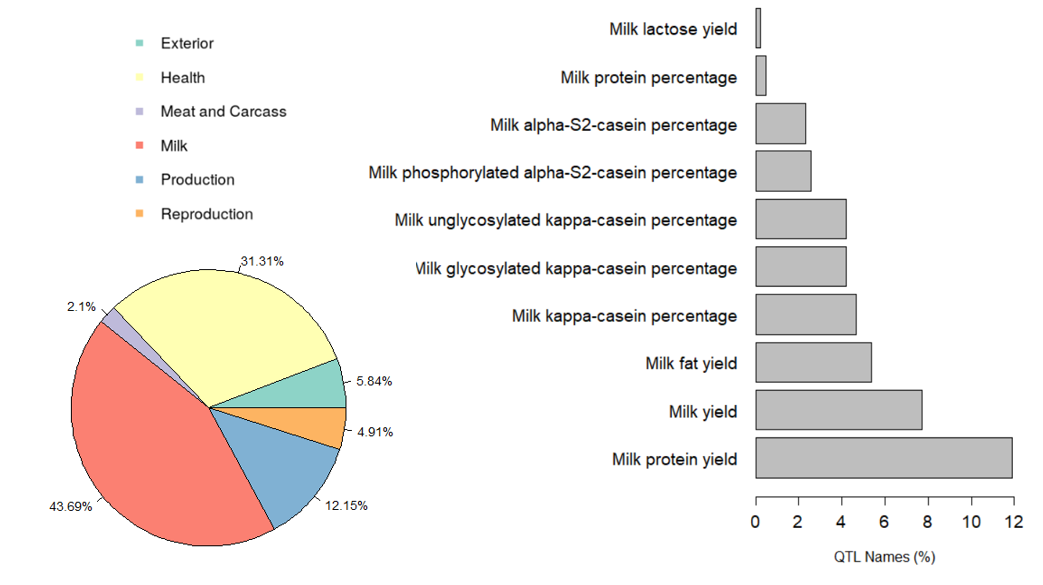 Exterior
Health
Meat and Carcass
Milk
Production
Reproduction
31.31%
2.1%
5.84%
4.91%
12.15%
43.69%
Milk lactose yield
Milk protein percentage
Milk alpha-S2-casein percentage
Milk phosphorylated alpha-S2-casein percentage
Milk unglycosylated kappa-casein percentage
Milk glycosylated kappa-casein percentage
Milk kappa-casein percentage
Milk fat yield
Milk yield
Milk protein yield
0 2 4 6 8 10 12
QTL Names (%)